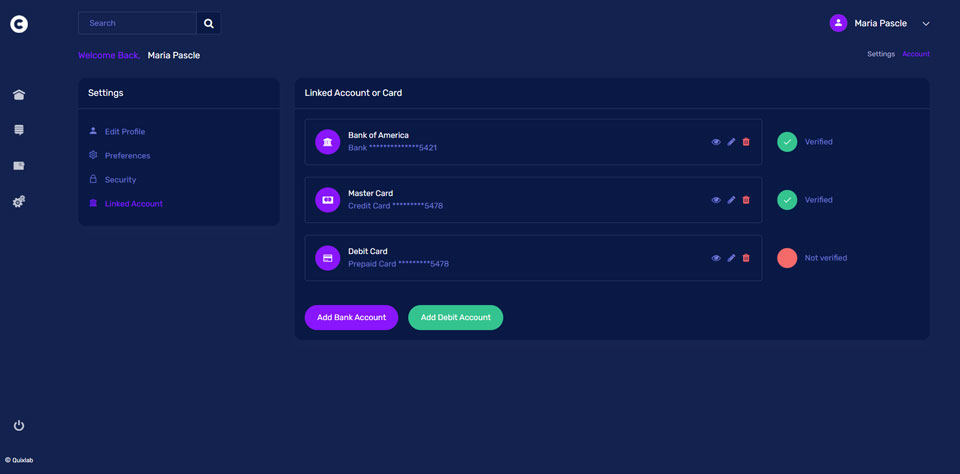 Search
Maria Pascle
Welcome Back, Maria Pascle
Settings Account
Settings
Edit Profile
Preferences
Security
Linked Account
Linked Account or Card
Bank of America
Bank **************5421
Verified
Master Card
Credit Card *********5478
Verified
Debit Card
Prepaid Card *********5478
Not verified
Add Bank Account Add Debit Account
© Quixlab